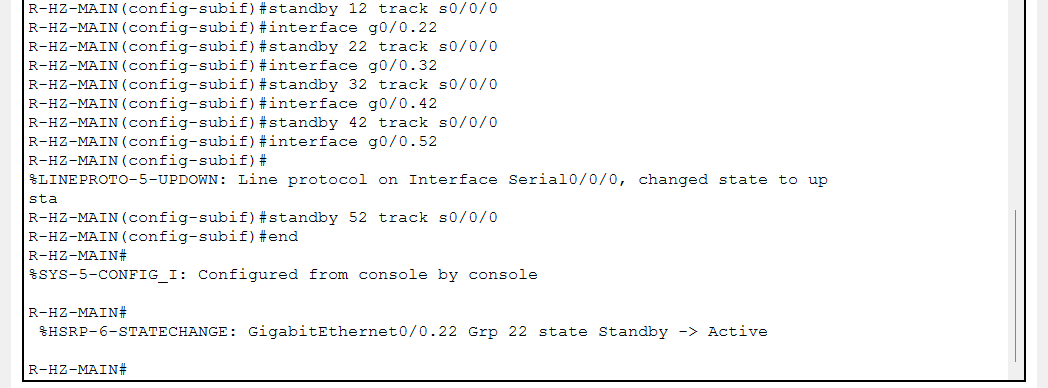 R-HZ-MAIN(config-subif)#standby 12 track s0/0/0
R-HZ-MAIN(config-subif)#interface g0/0.22
R-HZ-MAIN(config-subif)#standby 22 track s0/0/0
R-HZ-MAIN(config-subif)#interface g0/0.32
R-HZ-MAIN(config-subif)#standby 32 track s0/0/0
R-HZ-MAIN(config-subif)#interface g0/0.42
R-HZ-MAIN(config-subif)#standby 42 track s0/0/0
R-HZ-MAIN(config-subif)#interface g0/0.52
R-HZ-MAIN(config-subif)#
%LINEPROTO-5-UPDOWN: Line protocol on Interface Serial0/0/0, changed state to up
sta
R-HZ-MAIN(config-subif)#standby 52 track s0/0/0
R-HZ-MAIN(config-subif)#end
R-HZ-MAIN#
%SYS-5-CONFIG_I: Configured from console by console
R-HZ-MAIN#
%HSRP-6-STATECHANGE: GigabitEthernet0/0.22 Grp 22 state Standby -> Active
R-HZ-MAIN#